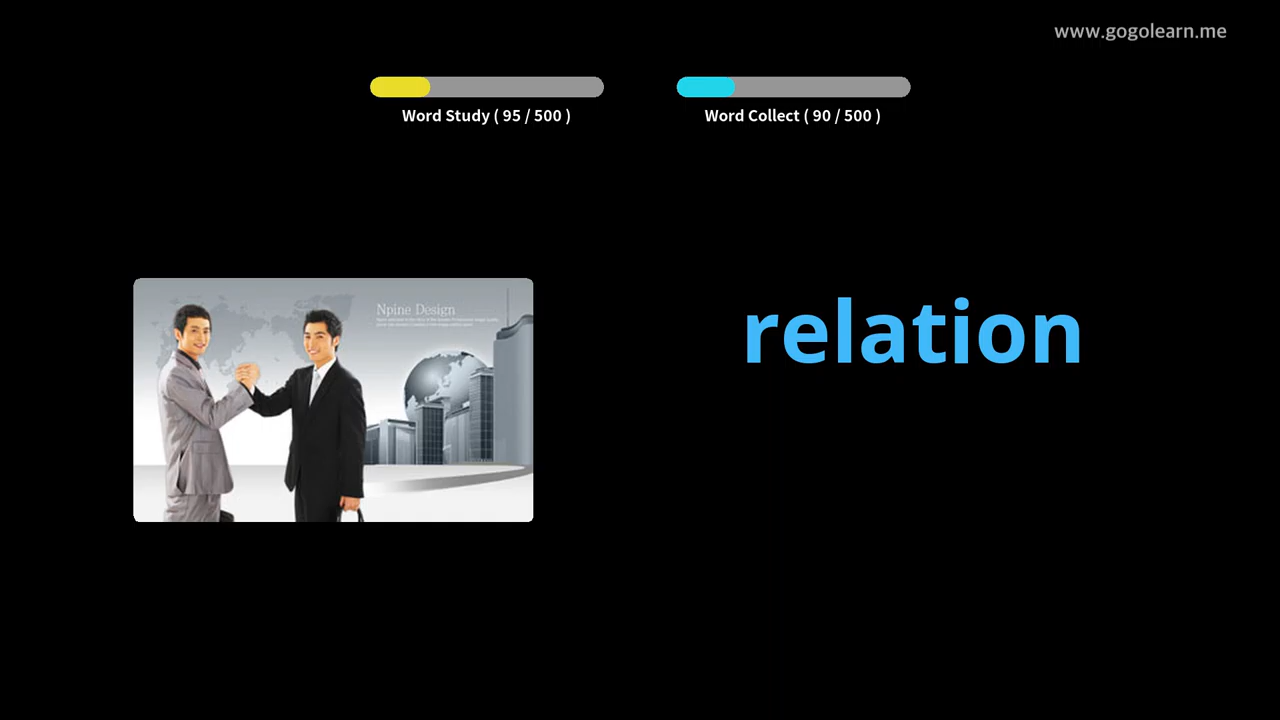 www.gogolearn.me
Word Study ( 95 / 500 )
Word Collect ( 90 / 500 )
Npine Design
relation